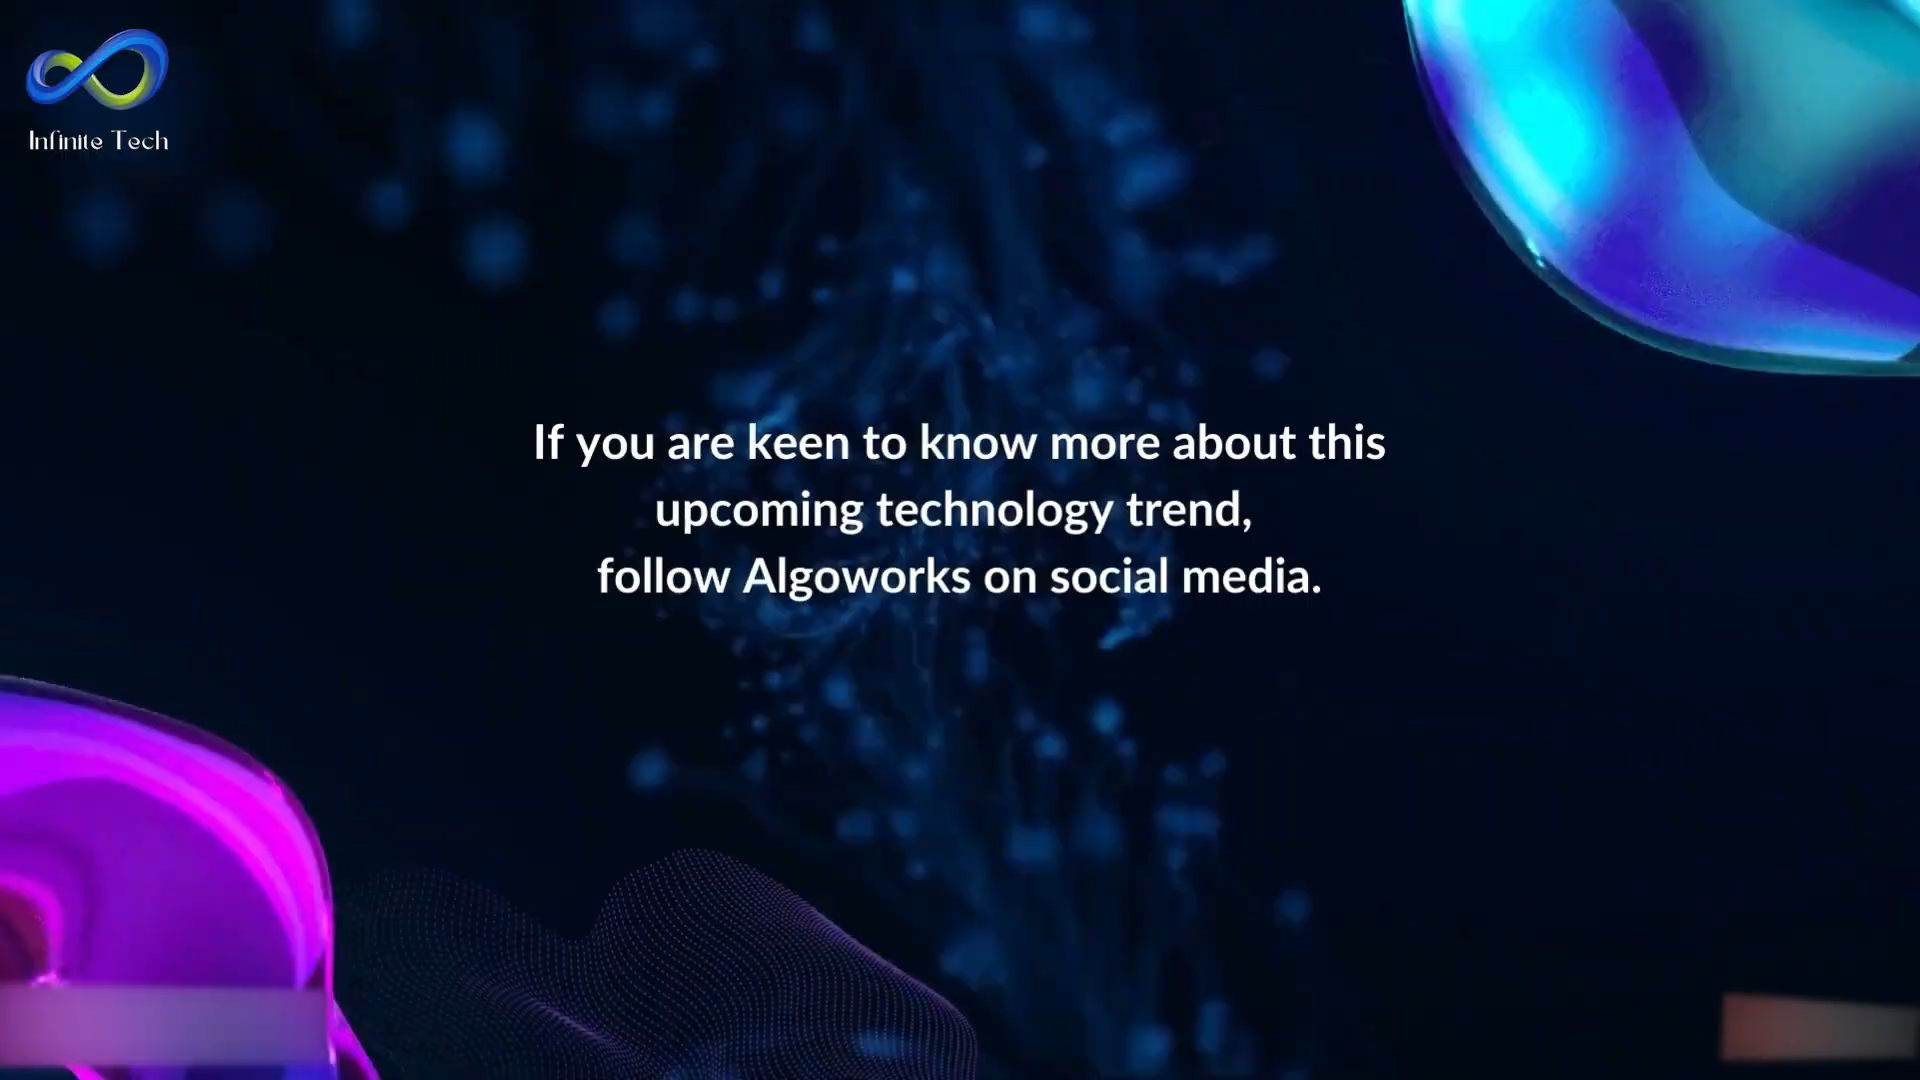 Infinite Tech
If you are keen to know more about this
upcoming technology trend,
follow Algoworks on social media.